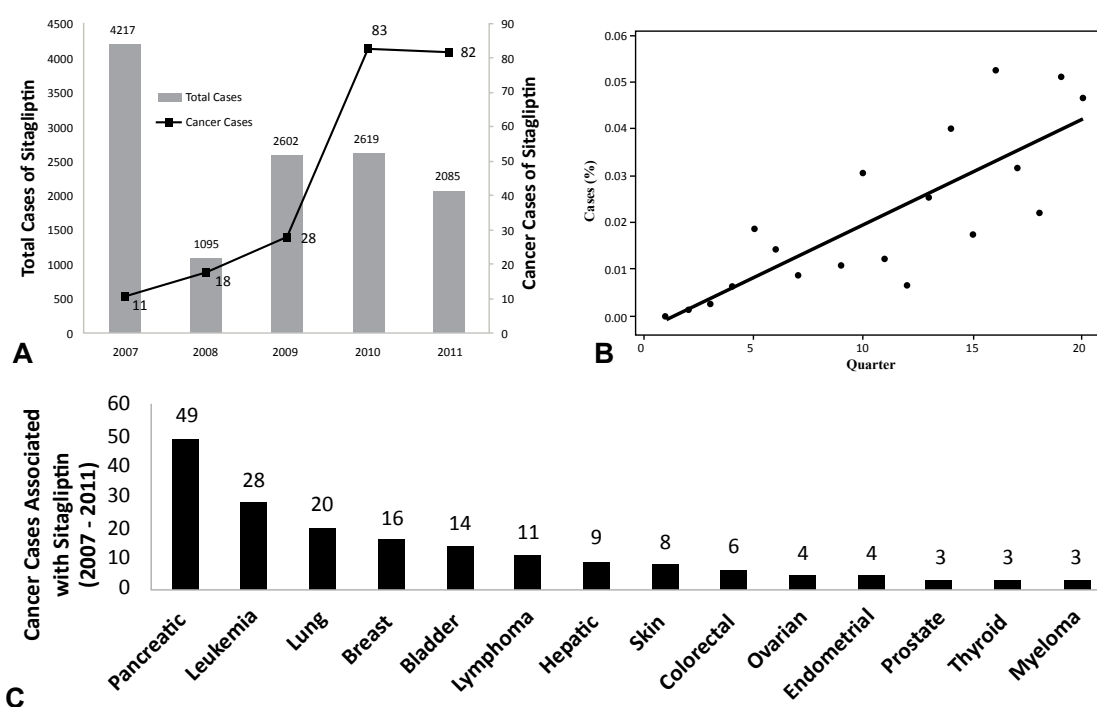 4500
4000
3500
3000
2500
2000
1500
1000
500
0
Total Cases of Sitagliptin
4217
1095
2602
2619
2085
Total Cases
Cancer Cases
11
18
28
83
82
90
80
70
60
50
40
30
20
10
0
Cancer Cases of Sitagliptin
2007 2008 2009 2010 2011
A
0.06
0.05
0.04
0.03
0.02
0.01
0.00
Cases (%)
0 5 10 15 20
Quarter
B
Cancer Cases Associated
with Sitagliptin
(2007 - 2011)
60
50
40
30
20
10
0
49 28 20 16 14 11 9 8 6 4 4 3 3 3
Pancreatic
Leukemia
Lung
Breast
Bladder
Lymphoma
Hepatic
Skin
Colorectal
Ovarian
Endometrial
Prostate
Thyroid
Myeloma
C